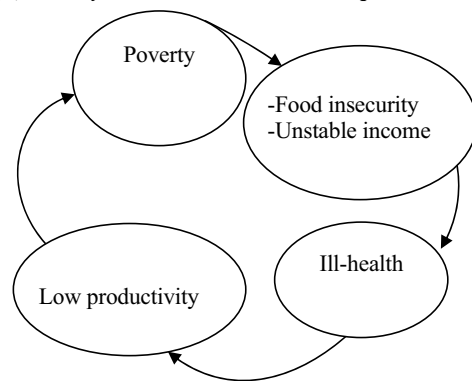 Poverty
-Food insecurity
-Unstable income
Ill-health
Low productivity